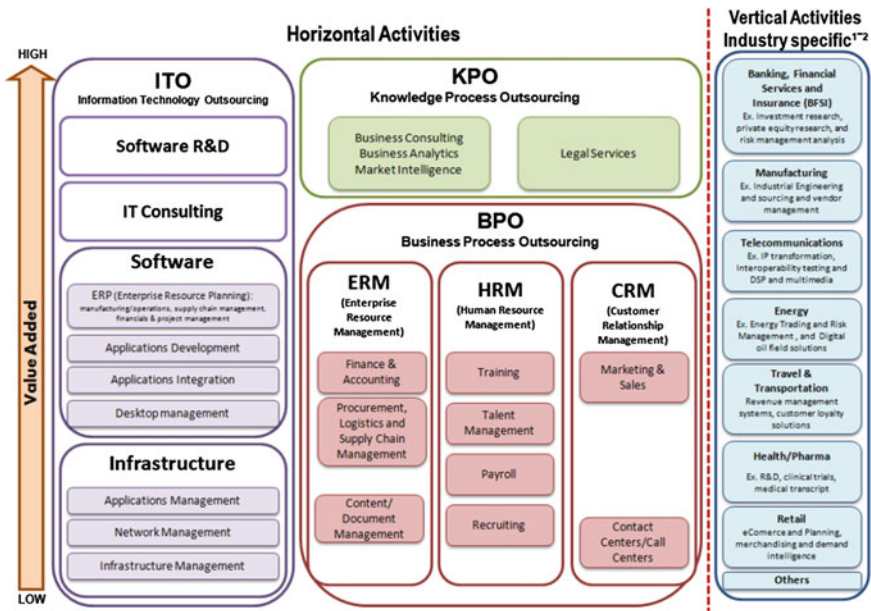 Horizontal Activities
Vertical Activities
Industry specific¹⁻²
HIGH
Value Added
LOW
ITO
Information Technology Outsourcing
Software R&D
IT Consulting
Software
ERP (Enterprise Resource Planning):
manufacturing/operations, supply chain management,
financials & project management
Applications Development
Applications Integration
Desktop management
Infrastructure
Applications Management
Network Management
Infrastructure Management
KPO
Knowledge Process Outsourcing
Business Consulting
Business Analytics
Market Intelligence
Legal Services
BPO
Business Process Outsourcing
ERM
(Enterprise
Resource
Management)
Finance &
Accounting
Procurement,
Logistics and
Supply Chain
Management
Content/
Document
Management
HRM
(Human Resource
Management)
Training
Talent
Management
Payroll
Recruiting
CRM
(Customer
Relationship
Management)
Marketing &
Sales
Contact
Centers/Call
Centers
Banking, Financial
Services and
Insurance (BFSI)
Ex. Investment research,
private equity research, and
risk management analysis
Manufacturing
Ex. Industrial Engineering
and sourcing and vendor
management
Telecommunications
Ex. IP transformation,
Interoperability testing and
DSP and multimedia
Energy
Ex. Energy Trading and Risk
Management , and Digital
oil field solutions
Travel &
Transportation
Revenue management
systems, customer loyalty
solutions
Health/Pharma
Ex. R&D, clinical trials,
medical transcript
Retail
eComerce and Planning,
merchandising and demand
intelligence
Others